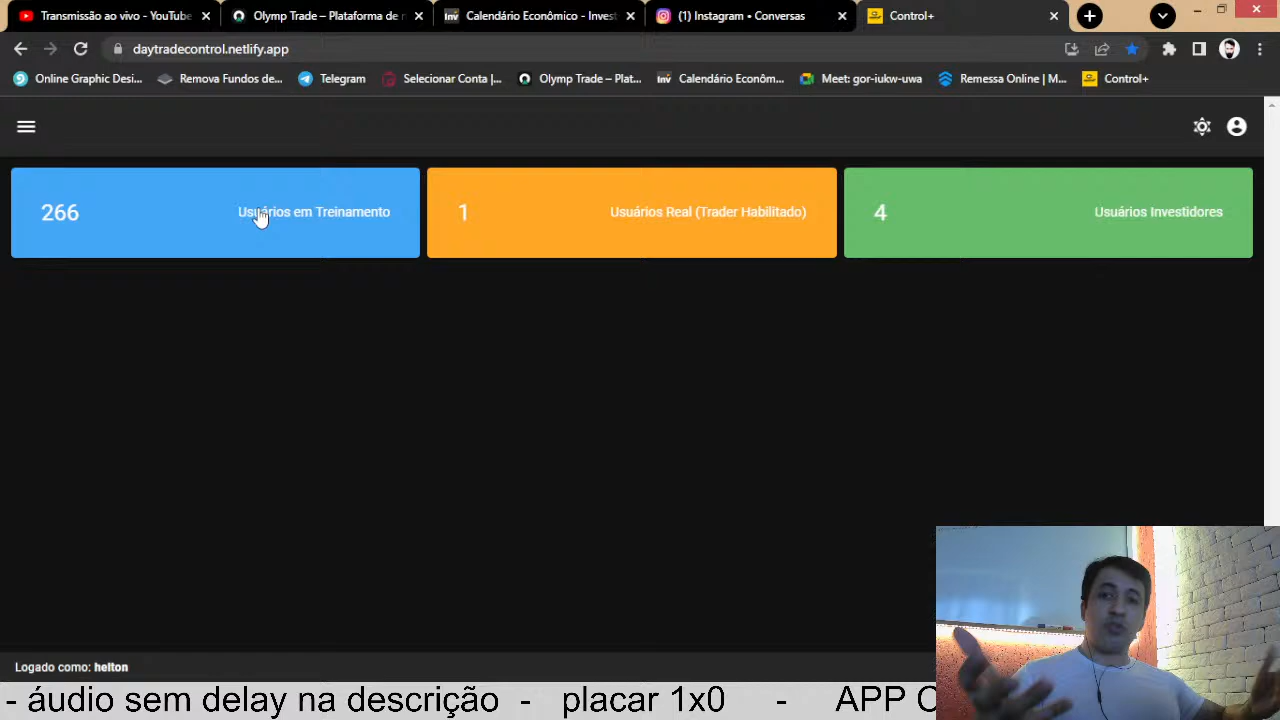 Transmissão ao vivo - YouTube
Olymp Trade – Plataforma de
Calendário Econômico - Invest
(1) Instagram • Conversas
Control+
daytradecontrol.netlify.app
Online Graphic Desi...
Remova Fundos de...
Telegram
Selecionar Conta |...
Olymp Trade – Plat...
Calendário Econôm...
Meet: gor-iukw-uwa
Remessa Online | M...
Control+
266
Usuários em Treinamento
1
Usuários Real (Trader Habilitado)
4
Usuários Investidores
Logado como: helton
- áudio sem delay na descrição - placar 1x0 - APP